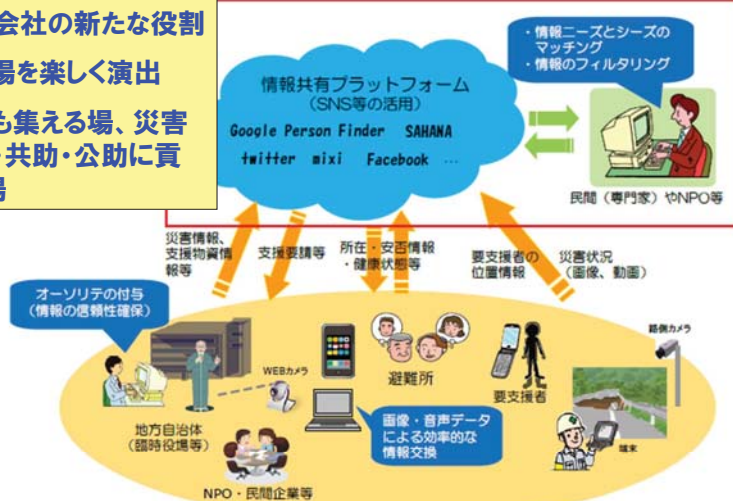 会社の新たな役割
場を楽しく演出
も集える場、災害
・共助・公助に貢
場
・情報ニーズとシーズの
マッチング
・情報のフィルタリング
情報共有プラットフォーム
(SNS等の活用)
Google Person Finder SAHANA
twitter mixi Facebook …
民間（専門家）やNPO等
災害情報、
支援物資情
報等
支援要請等
所在・安否情報
・健康状態等
要支援者の
位置情報
災害状況
（画像、動画）
オーソリテの付与
（情報の信頼性確保）
WEBカメラ
避難所
要支援者
路側カメラ
地方自治体
（臨時役場等）
画像・音声データ
による効率的な
情報交換
端末
NPO・民間企業等